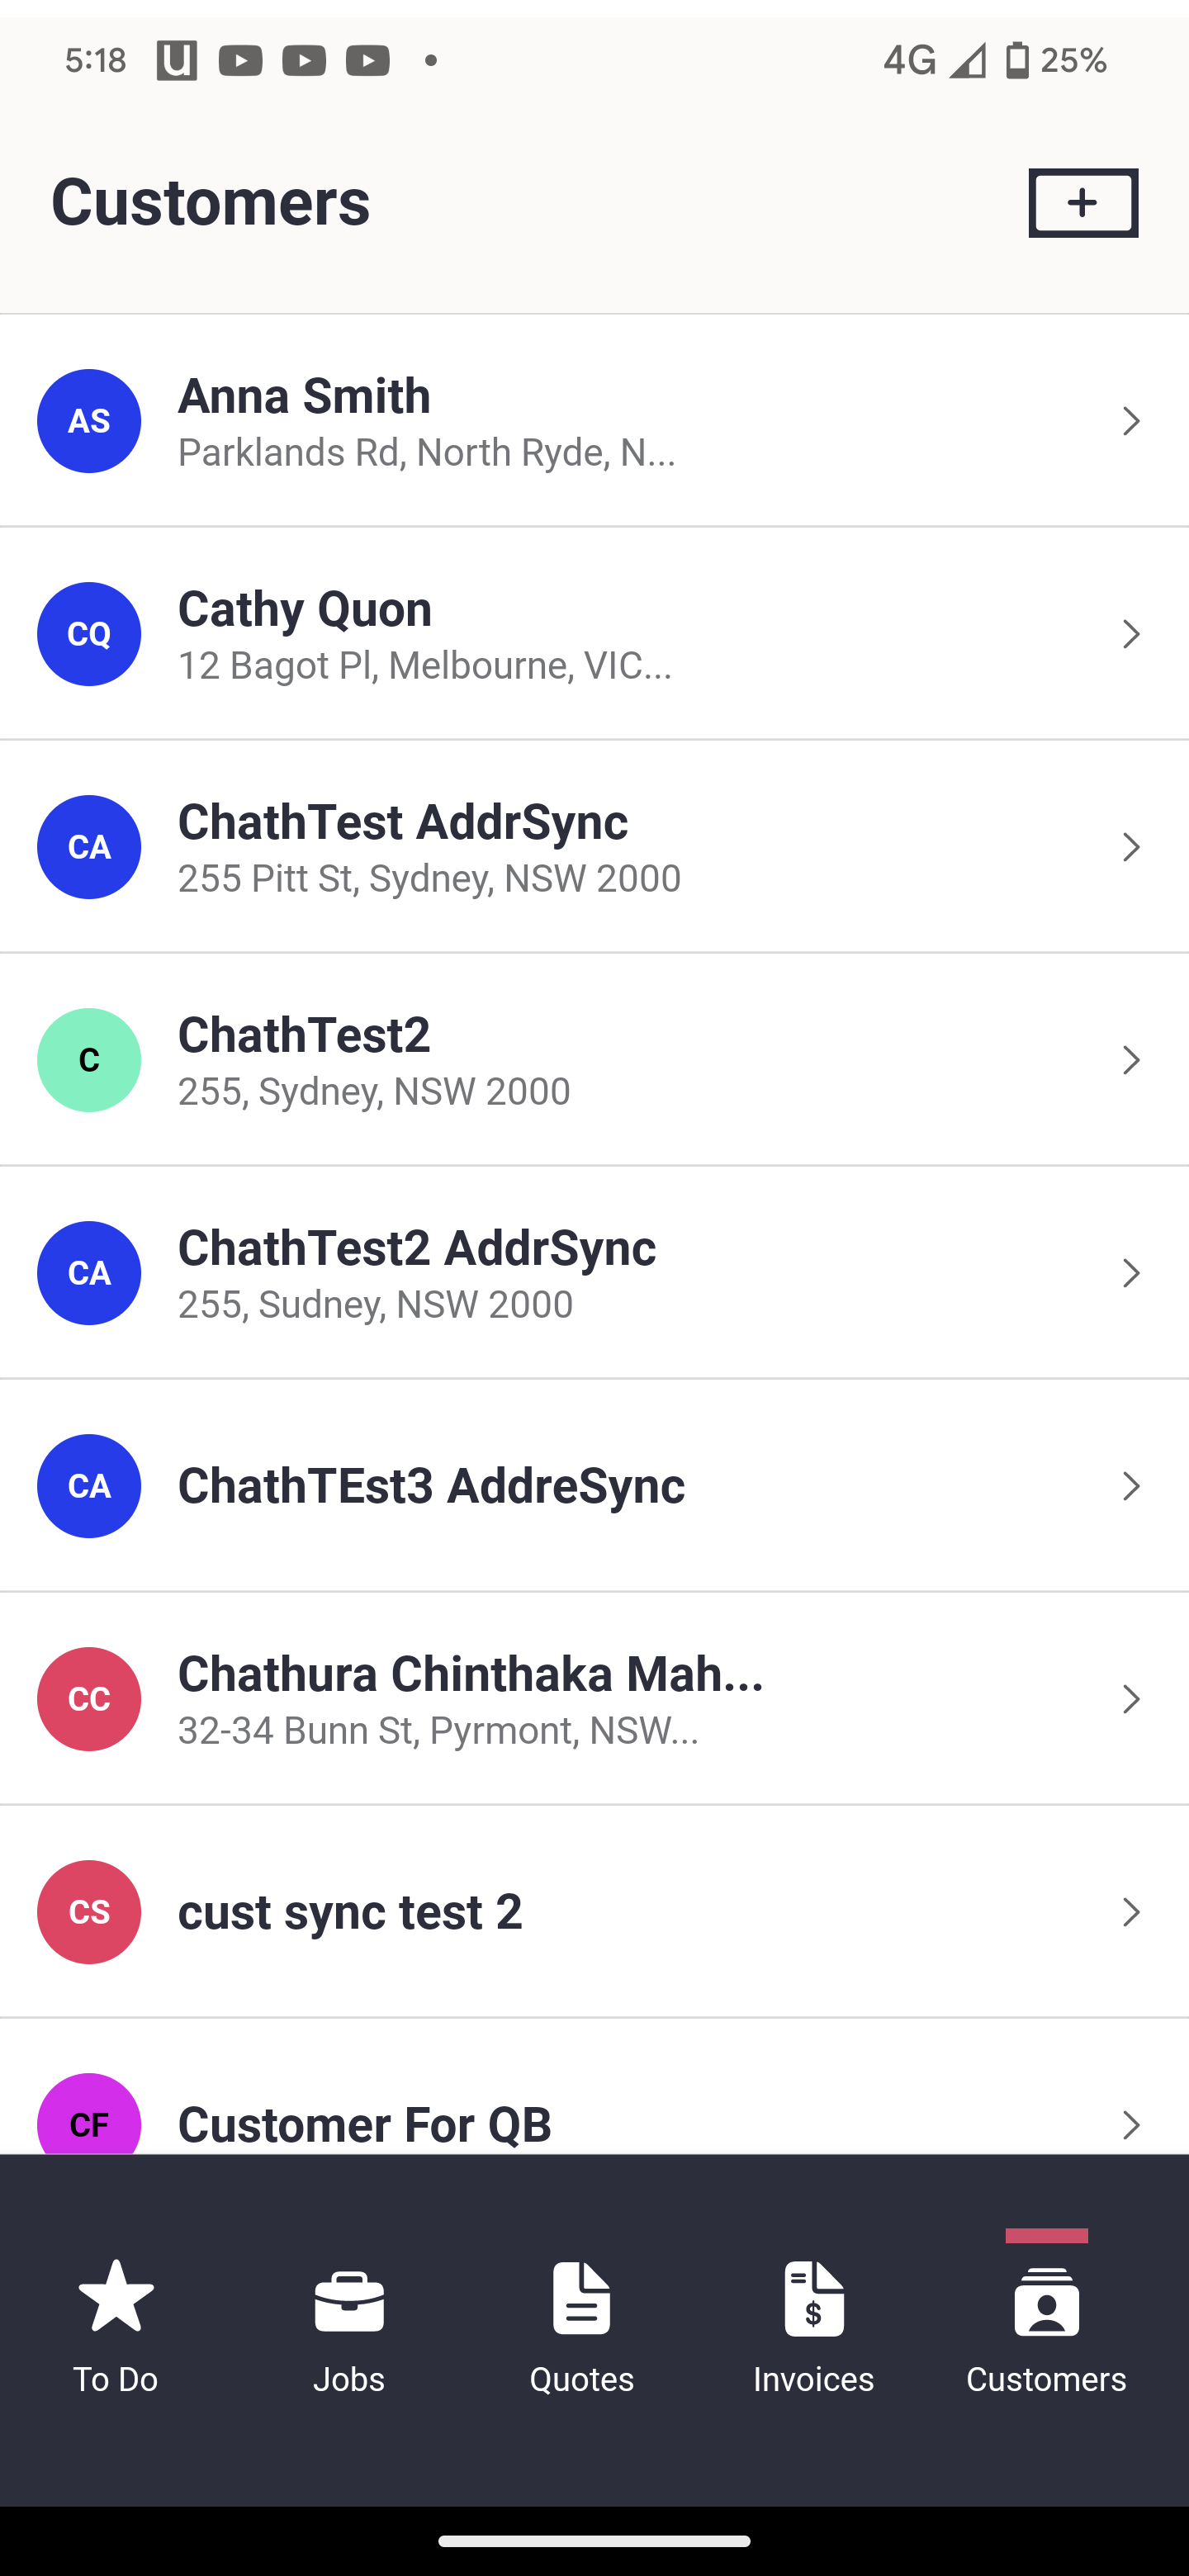 5:18 4G 25%
Customers
+
AS
Anna Smith
Parklands Rd, North Ryde, N...
CQ
Cathy Quon
12 Bagot Pl, Melbourne, VIC...
CA
ChathTest AddrSync
255 Pitt St, Sydney, NSW 2000
C
ChathTest2
255, Sydney, NSW 2000
CA
ChathTest2 AddrSync
255, Sudney, NSW 2000
CA
ChathTEst3 AddreSync
CC
Chathura Chinthaka Mah...
32-34 Bunn St, Pyrmont, NSW...
CS
cust sync test 2
CF
Customer For QB
To Do Jobs Quotes Invoices Customers